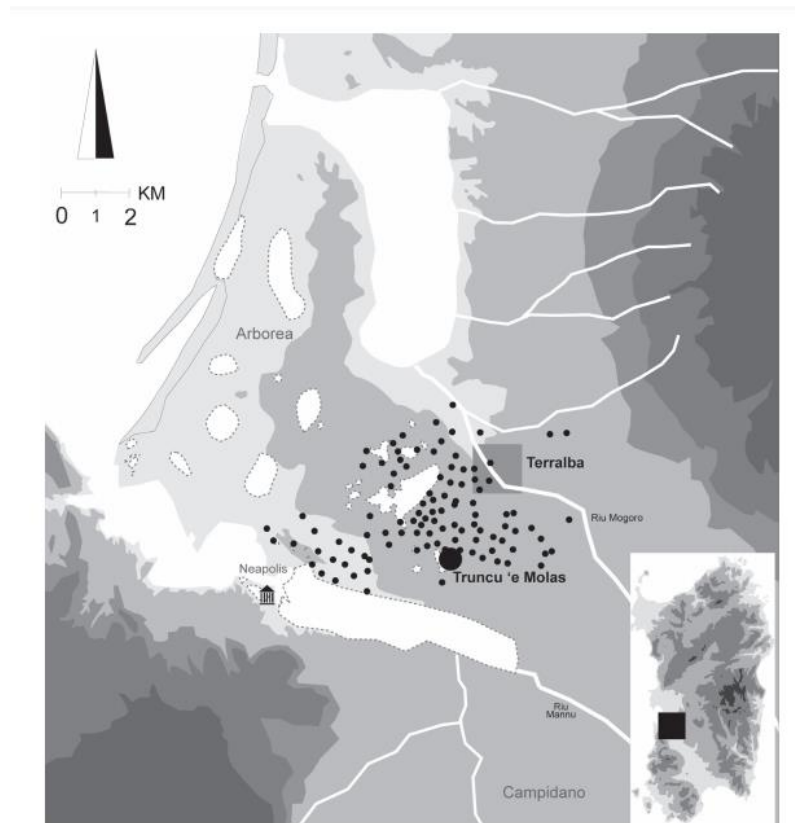 KM
0 1 2
Arborea
Terralba
Riu Mogoro
Neapolis
Truncu ‘e Molas
Riu
Mannu
Campidano